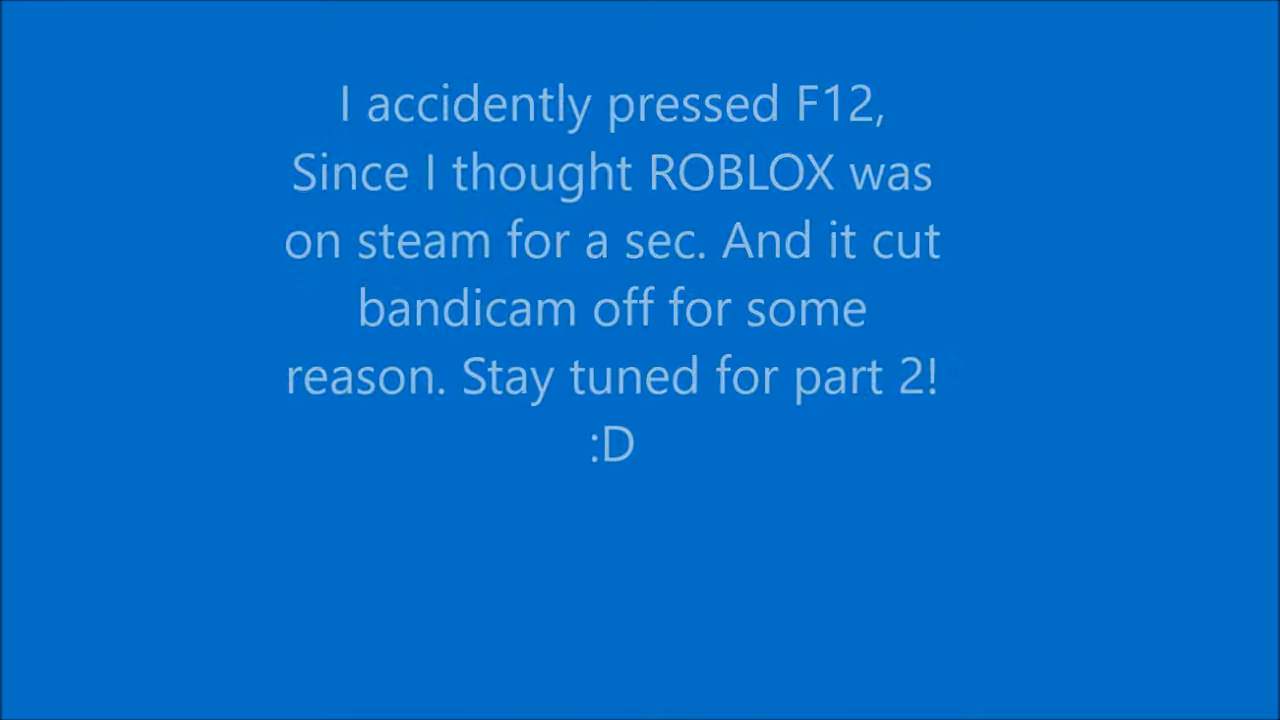 I accidently pressed F12,
Since I thought ROBLOX was
on steam for a sec. And it cut
bandicam off for some
reason. Stay tuned for part 2!
:D